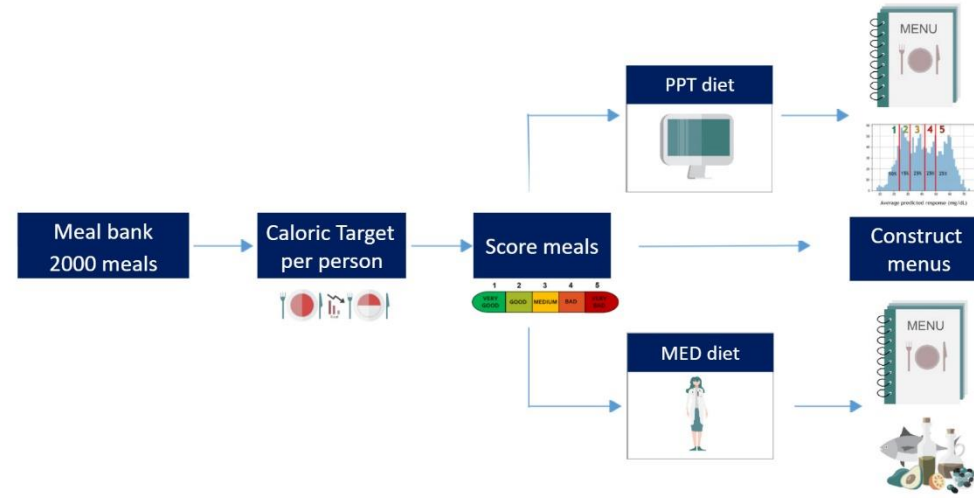 Meal bank
2000 meals
Caloric Target
per person
Score meals
1 2 3 4 5
VERY
GOOD
GOOD
MEDIUM
BAD
VERY
BAD
PPT diet
MENU
1 2 3 4 5
Average predicted response (mg/dL)
Construct
menus
MED diet
MENU